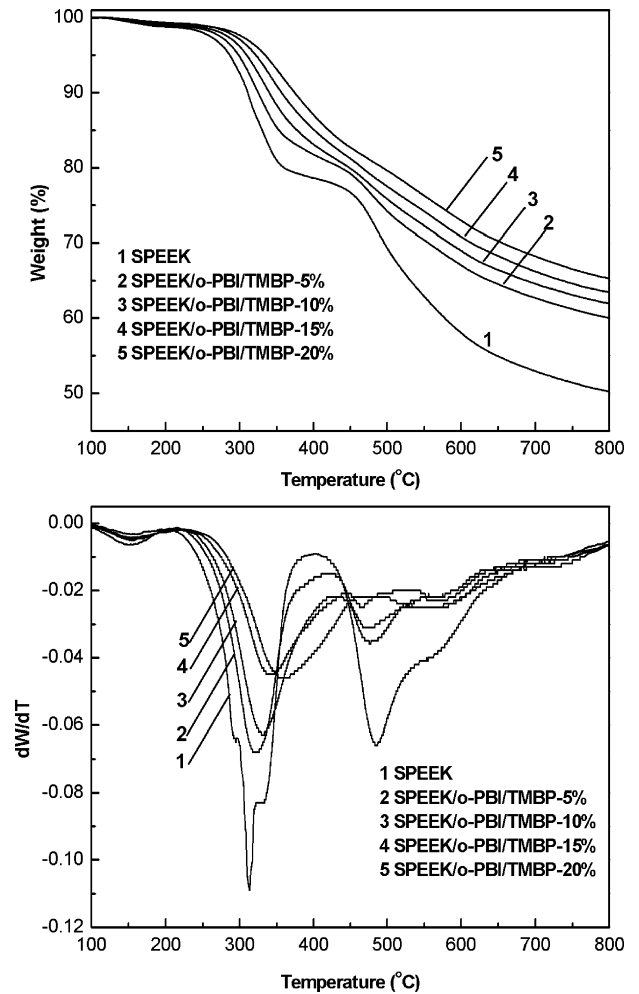 100
90
80
70
60
50
Weight (%)
5
4
3
2
1
1 SPEEK
2 SPEEK/o-PBI/TMBP-5%
3 SPEEK/o-PBI/TMBP-10%
4 SPEEK/o-PBI/TMBP-15%
5 SPEEK/o-PBI/TMBP-20%
100 200 300 400 500 600 700 800
Temperature (°C)
0.00
-0.02
-0.04
-0.06
-0.08
-0.10
-0.12
dW/dT
5
4
3
2
1
1 SPEEK
2 SPEEK/o-PBI/TMBP-5%
3 SPEEK/o-PBI/TMBP-10%
4 SPEEK/o-PBI/TMBP-15%
5 SPEEK/o-PBI/TMBP-20%
100 200 300 400 500 600 700 800
Temperature (°C)